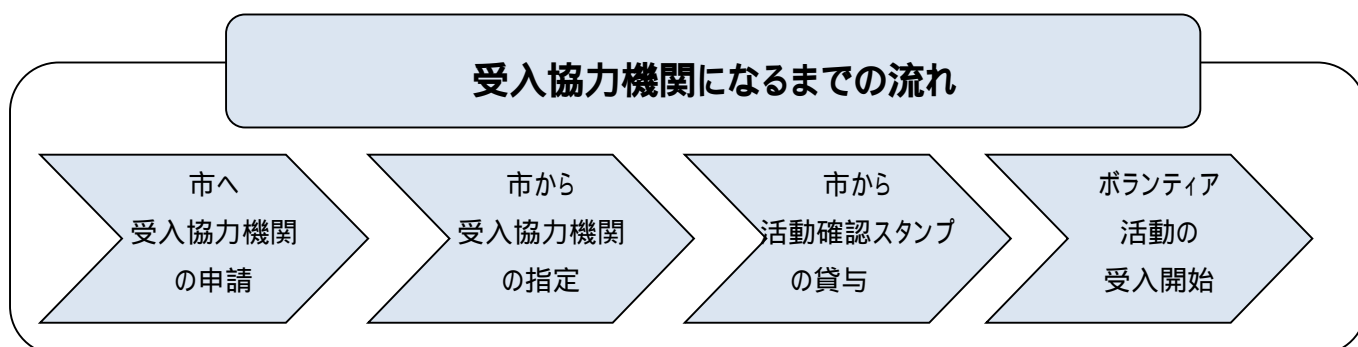 受入協力機関になるまでの流れ
市へ
受入協力機関
の申請
市から
受入協力機関
の指定
市から
活動確認スタンプ
の貸与
ボランティア
活動の
受入開始